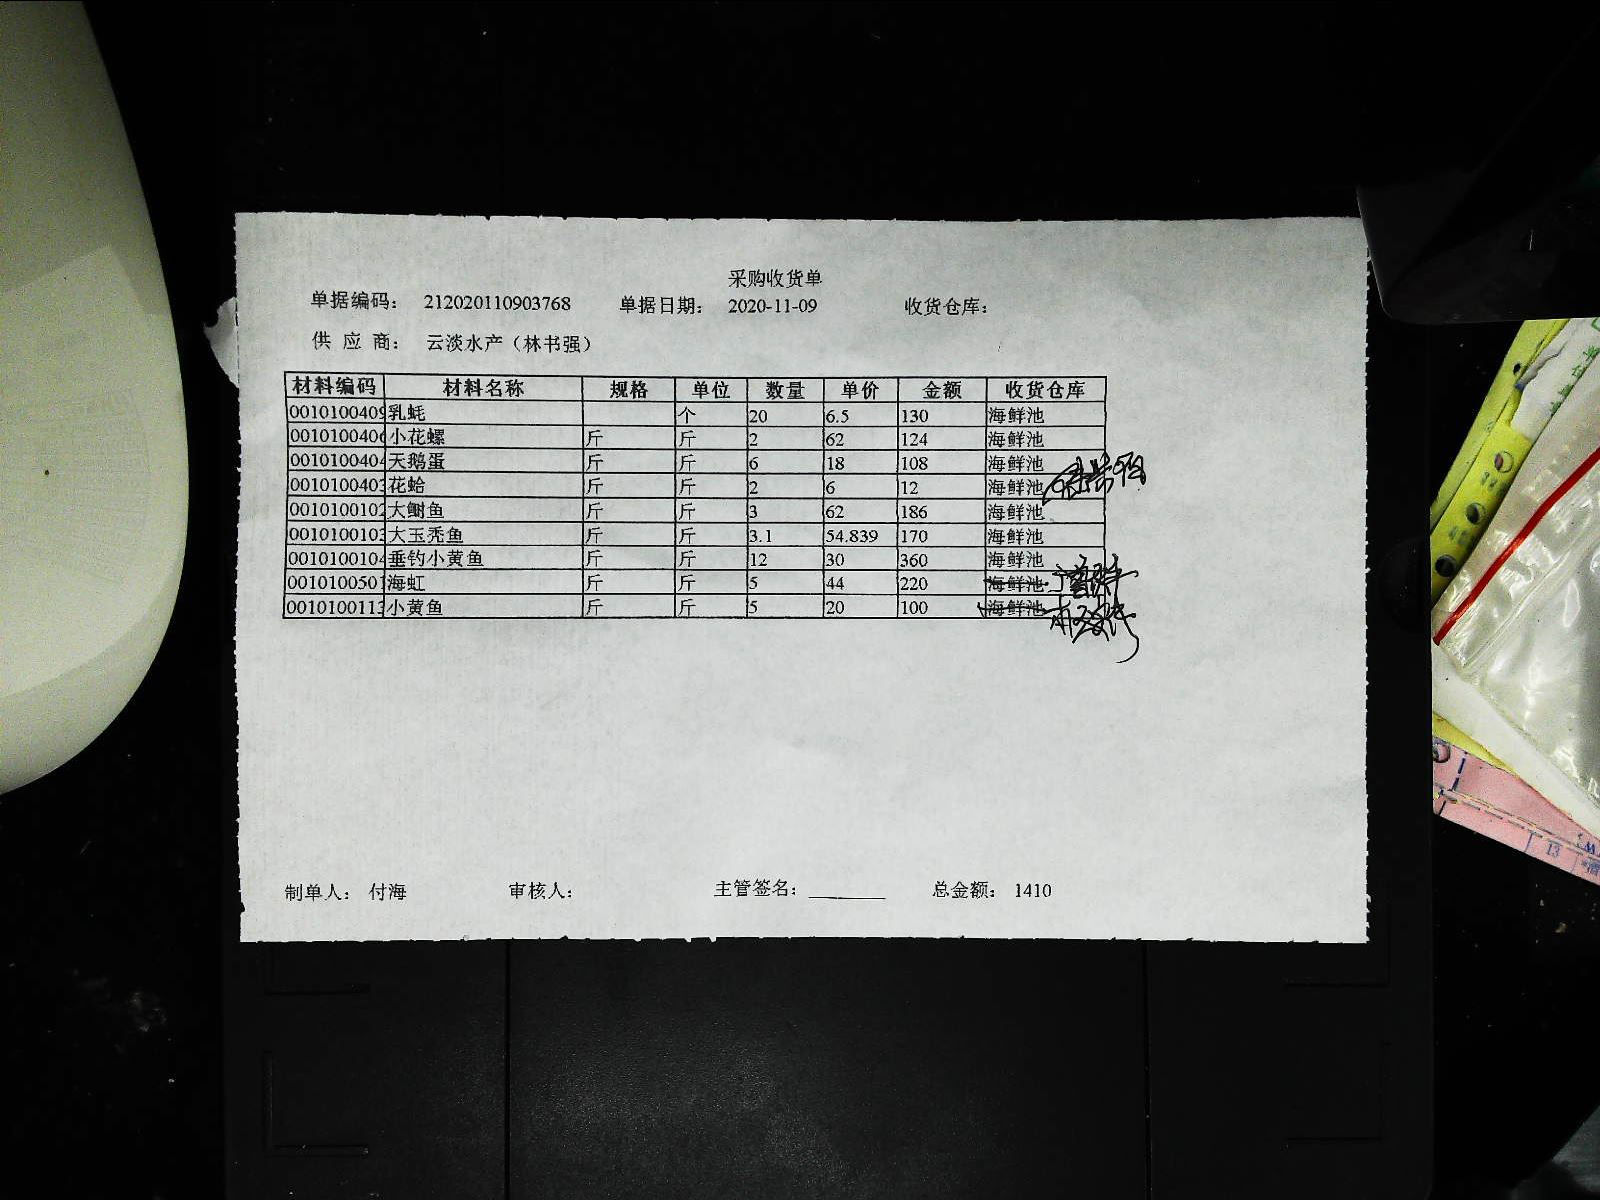 采购收货单
单据编码: 212020110903768 单据日期: 2020-11-09 收货仓库:
供 应 商: 云淡水产（林书强）
材料编码 材料名称 规格 单位 数量 单价 金额 收货仓库
0010100409 乳蚝 个 20 6.5 130 海鲜池
0010100406 小花螺 斤 斤 2 62 124 海鲜池
0010100404 天鹅蛋 斤 斤 6 18 108 海鲜池
0010100403 花蛤 斤 斤 2 6 12 海鲜池
0010100102 大鲥鱼 斤 斤 3 62 186 海鲜池
0010100103 大玉秃鱼 斤 斤 3.1 54.839 170 海鲜池
0010100104 垂钓小黄鱼 斤 斤 12 30 360 海鲜池
0010100501 海虹 斤 斤 5 44 220 海鲜池
0010100113 小黄鱼 斤 斤 5 20 100 海鲜池
制单人: 付海 审核人: 主管签名: ________ 总金额: 1410
13